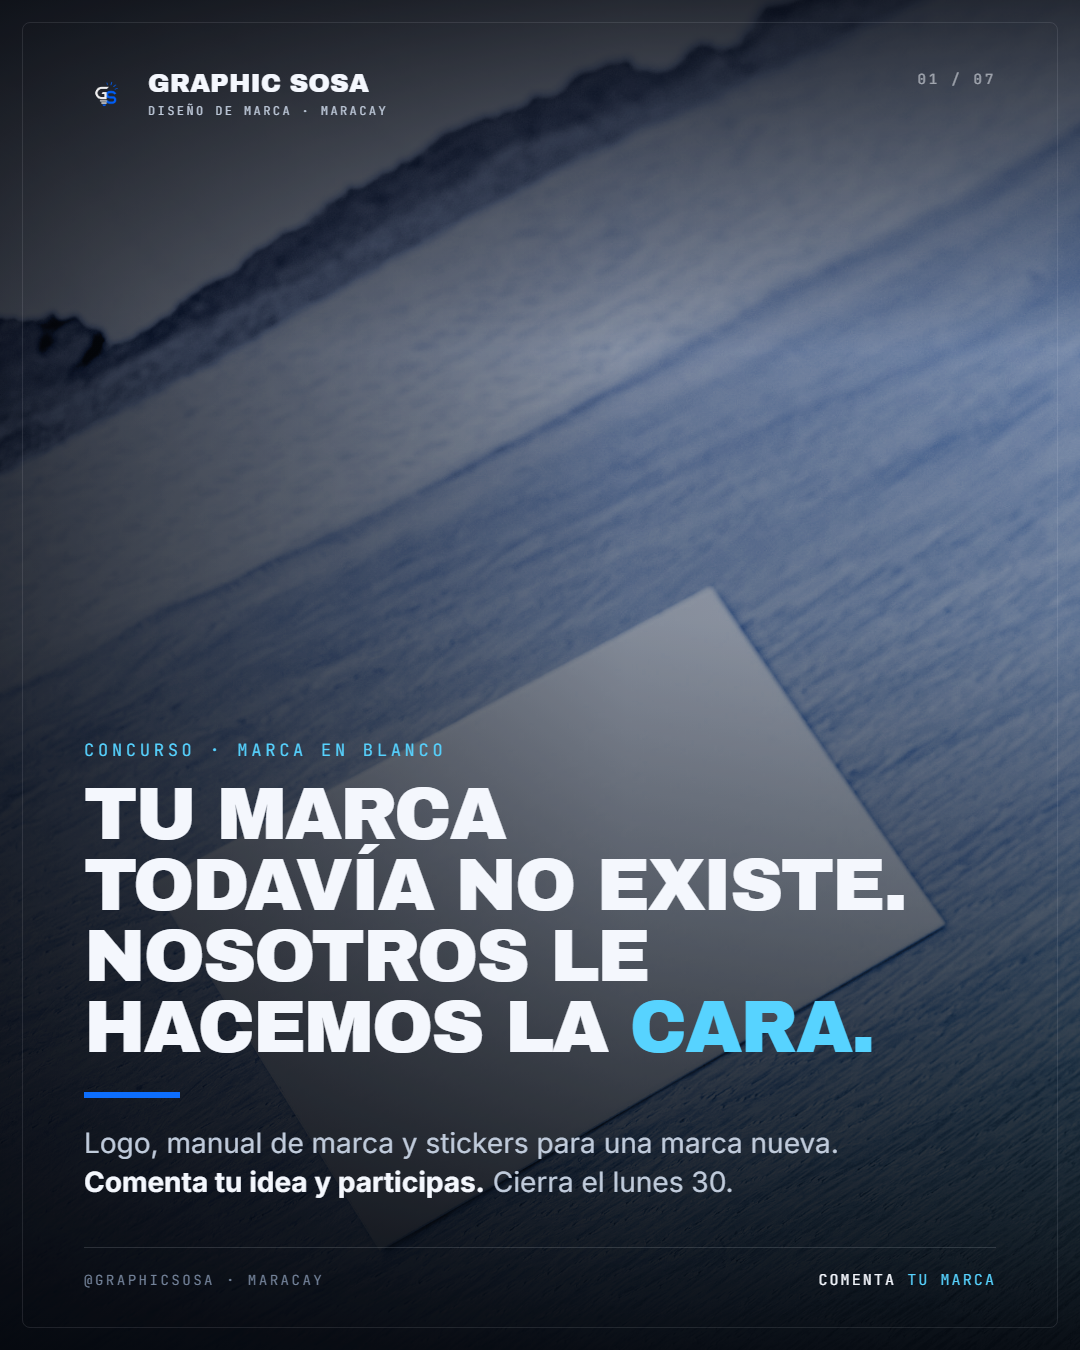 GS
GRAPHIC SOSA
DISEÑO DE MARCA · MARACAY
01 / 07
CONCURSO · MARCA EN BLANCO
TU MARCA
TODAVÍA NO EXISTE.
NOSOTROS LE
HACEMOS LA CARA.
Logo, manual de marca y stickers para una marca nueva.
Comenta tu idea y participas. Cierra el lunes 30.
@GRAPHICSOSA · MARACAY
COMENTA TU MARCA